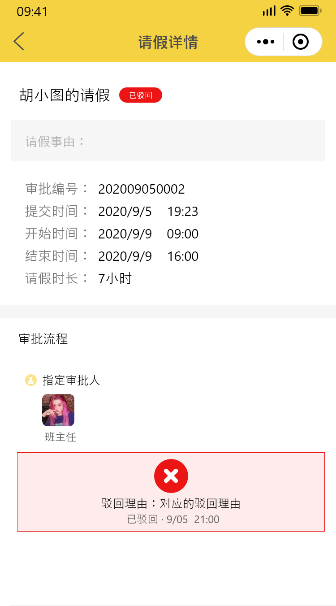 09:41
请假详情
胡小图的请假 已驳回
请假事由：
审批编号： 202009050002
提交时间： 2020/9/5 19:23
开始时间： 2020/9/9 09:00
结束时间： 2020/9/9 16:00
请假时长： 7小时
审批流程
指定审批人
班主任
驳回理由：对应的驳回理由
已驳回 · 9/05 21:00